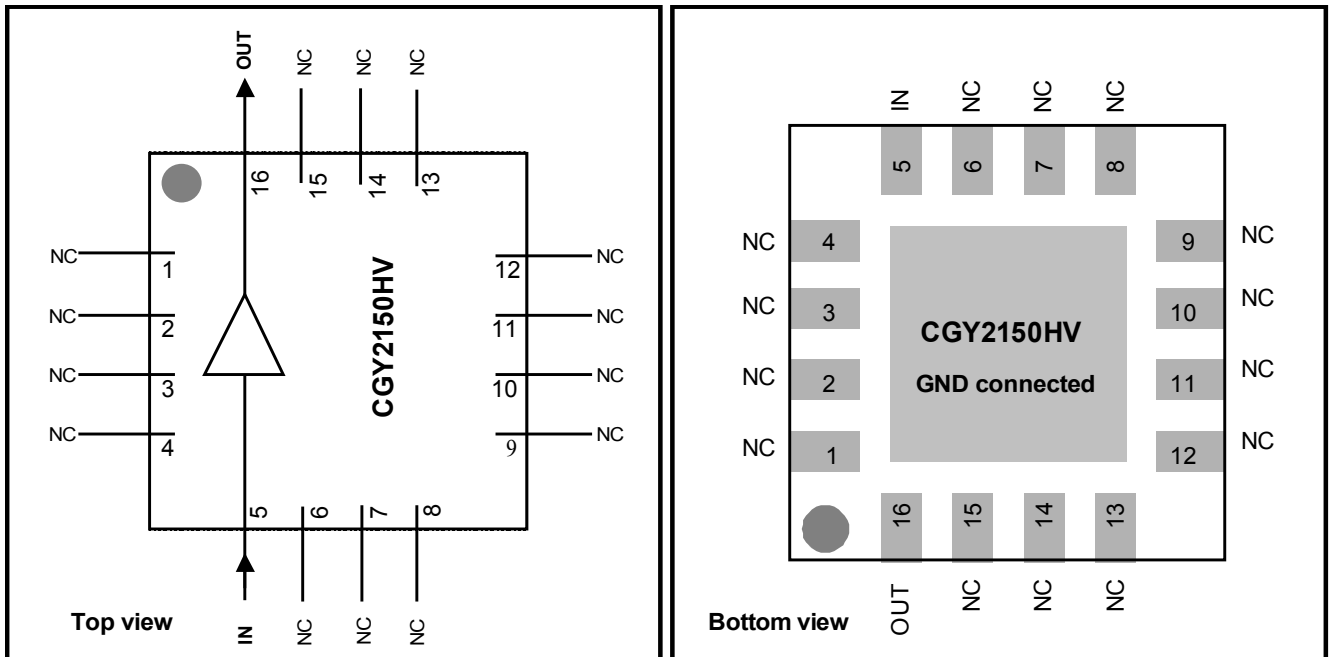 OUT NC NC NC
16 15 14 13
NC 1 12 NC
NC 2 11 NC
NC 3 10 NC
NC 4 9 NC
CGY2150HV
5 6 7 8
IN NC NC NC
Top view
IN NC NC NC
5 6 7 8
NC 4 9 NC
NC 3 10 NC
CGY2150HV
NC 2 GND connected 11 NC
NC 1 12 NC
16 15 14 13
OUT NC NC NC
Bottom view